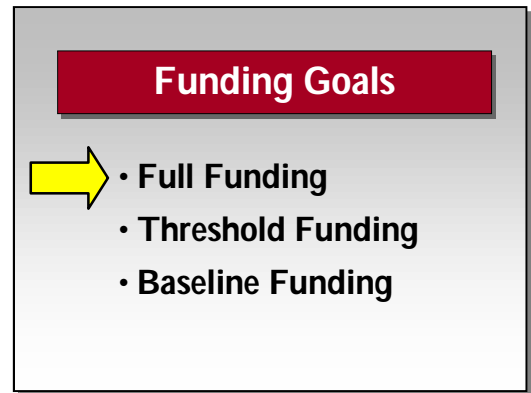 Funding Goals
• Full Funding
• Threshold Funding
• Baseline Funding